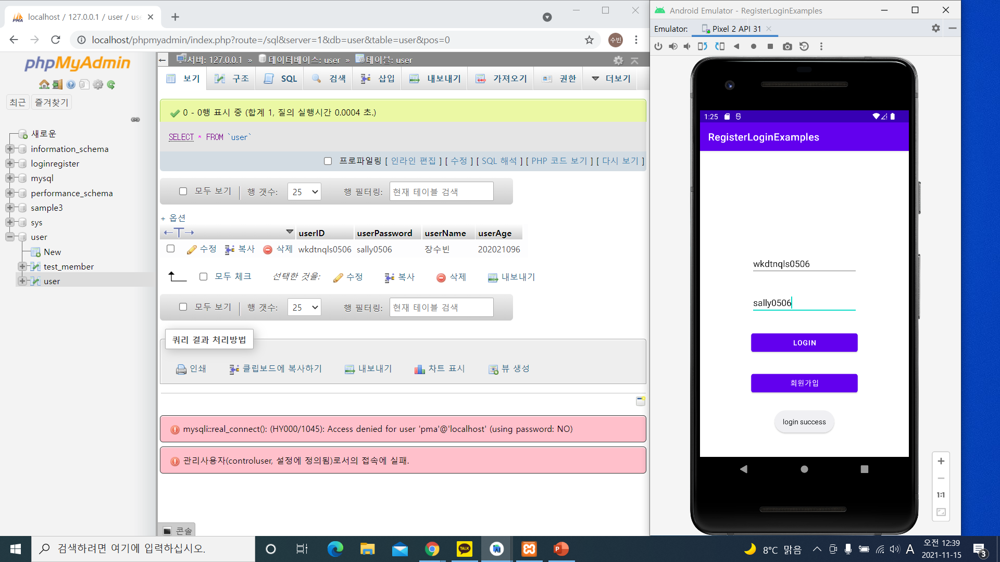 localhost / 127.0.0.1 / user / use
localhost/phpmyadmin/index.php?route=/sql&server=1&db=user&table=user&pos=0
수빈
phpMyAdmin
최근
즐겨찾기
새로운
information_schema
loginregister
mysql
performance_schema
sample3
sys
user
New
test_member
user
서버: 127.0.0.1 » 데이터베이스: user » 테이블: user
보기 구조 SQL 검색 삽입 내보내기 가져오기 권한 더보기
0 - 0행 표시 중 (합계 1, 질의 실행시간 0.0004 초.)
SELECT * FROM `user`
프로파일링 [ 인라인 편집 ] [ 수정 ] [ SQL 해석 ] [ PHP 코드 보기 ] [ 다시 보기 ]
모두 보기 행 갯수: 25 행 필터링: 현재 테이블 검색
+ 옵션
←T→ userID userPassword userName userAge
수정 복사 삭제 wkdtnqls0506 sally0506 장수빈 202021096
모두 체크 선택한 것을: 수정 복사 삭제 내보내기
모두 보기 행 갯수: 25 행 필터링: 현재 테이블 검색
쿼리 결과 처리방법
인쇄 클립보드에 복사하기 내보내기 차트 표시 뷰 생성
mysqli::real_connect(): (HY000/1045): Access denied for user 'pma'@'localhost' (using password: NO)
관리사용자(controluser, 설정에 정의됨)로서의 접속에 실패.
콘솔
Android Emulator - RegisterLoginExamples
Emulator: Pixel 2 API 31
1:25
RegisterLoginExamples
wkdtnqls0506
sally0506
LOGIN
회원가입
login success
1:1
검색하려면 여기에 입력하십시오.
TALK
8°C 맑음
A
오전 12:39
2021-11-15
3